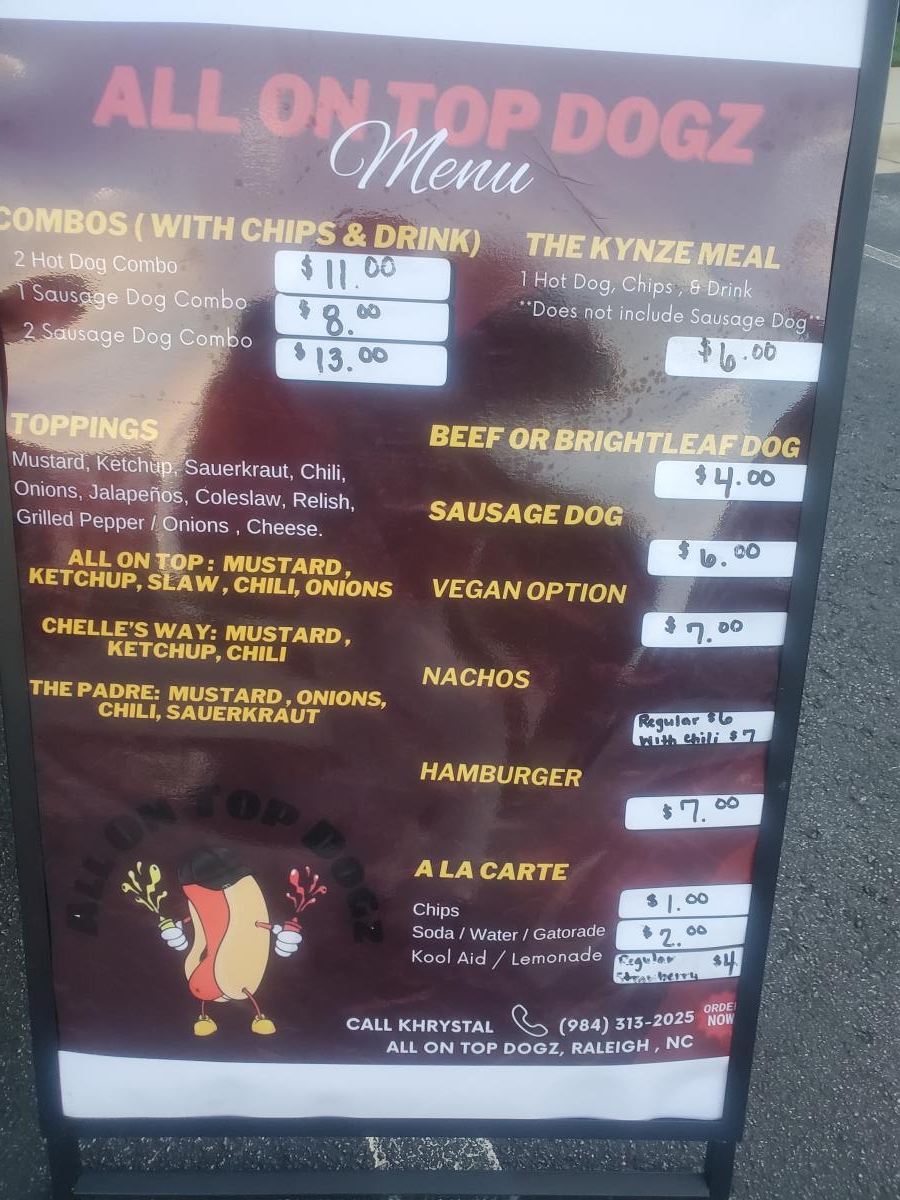 ALL ON TOP DOGZ
Menu
COMBOS ( WITH CHIPS & DRINK)
2 Hot Dog Combo $11.00
1 Sausage Dog Combo $8.00
2 Sausage Dog Combo $13.00
THE KYNZE MEAL
1 Hot Dog, Chips , & Drink
**Does not include Sausage Dog**
$6.00
TOPPINGS
Mustard, Ketchup, Sauerkraut, Chili,
Onions, Jalapeños, Coleslaw, Relish,
Grilled Pepper / Onions , Cheese.
ALL ON TOP : MUSTARD ,
KETCHUP, SLAW , CHILI, ONIONS
CHELLE'S WAY: MUSTARD ,
KETCHUP, CHILI
THE PADRE: MUSTARD , ONIONS,
CHILI, SAUERKRAUT
BEEF OR BRIGHTLEAF DOG
$4.00
SAUSAGE DOG
$6.00
VEGAN OPTION
$7.00
NACHOS
Regular $6
With Chili $7
HAMBURGER
$7.00
A LA CARTE
Chips $1.00
Soda / Water / Gatorade $2.00
Kool Aid / Lemonade Regular $4
Strawberry
ALL ON TOP DOGZ
CALL KHRYSTAL (984) 313-2025
ALL ON TOP DOGZ, RALEIGH , NC
ORDER
NOW